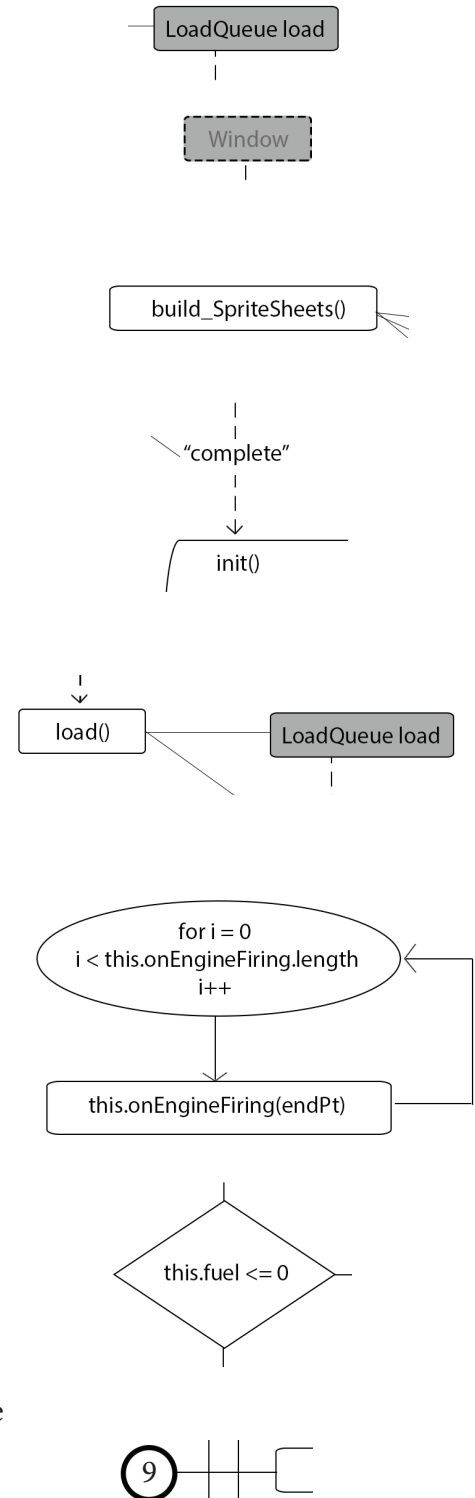 LoadQueue load
Window
build_SpriteSheets()
“complete”
init()
load()
LoadQueue load
for i = 0
i < this.onEngineFiring.length
i++
this.onEngineFiring(endPt)
this.fuel <= 0
e
9